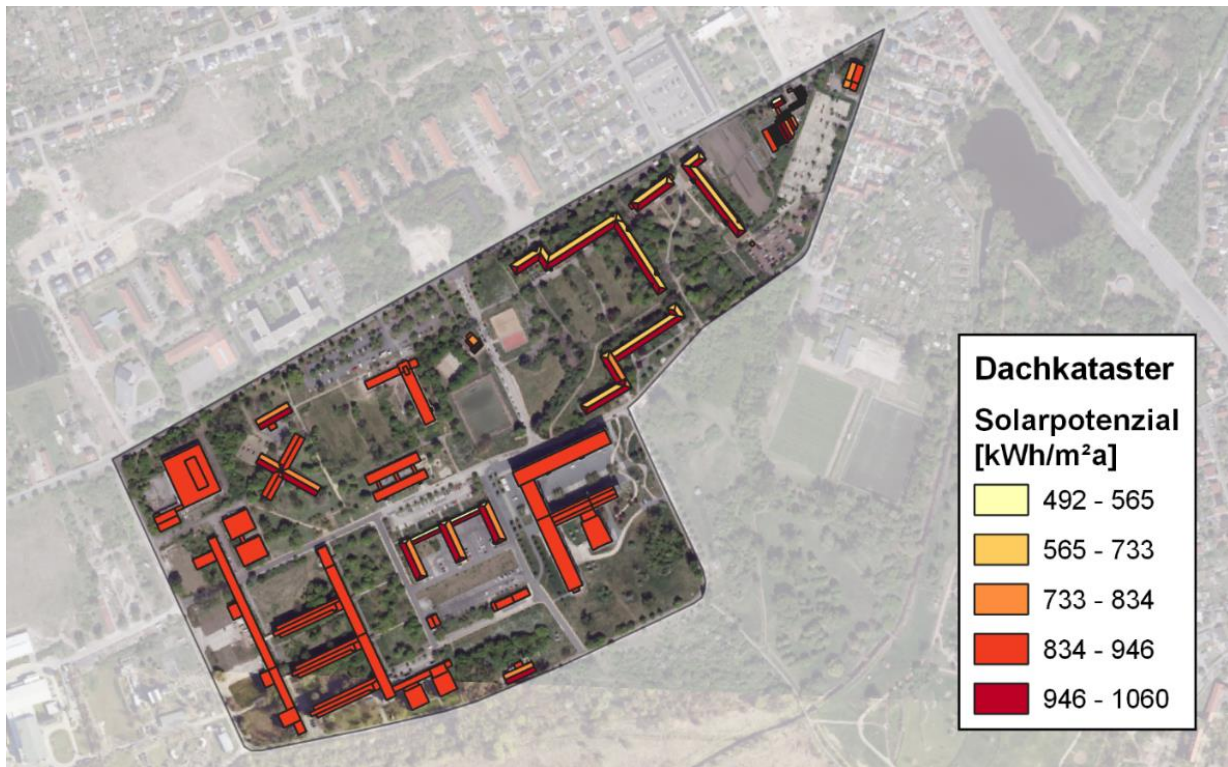 Dachkataster
Solarpotenzial
[kWh/m²a]
492 - 565
565 - 733
733 - 834
834 - 946
946 - 1060